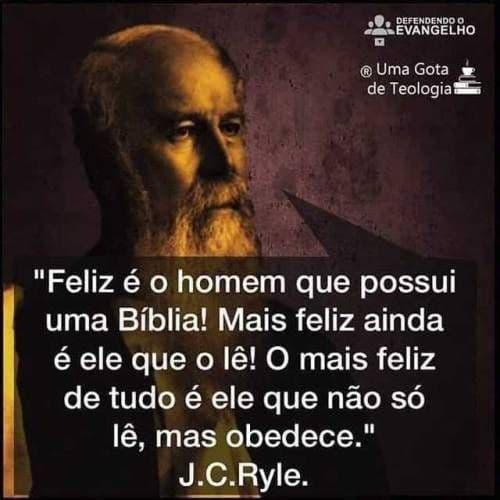 DEFENDENDO O
EVANGELHO
® Uma Gota
de Teologia
"Feliz é o homem que possui
uma Bíblia! Mais feliz ainda
é ele que o lê! O mais feliz
de tudo é ele que não só
lê, mas obedece."
J.C.Ryle.